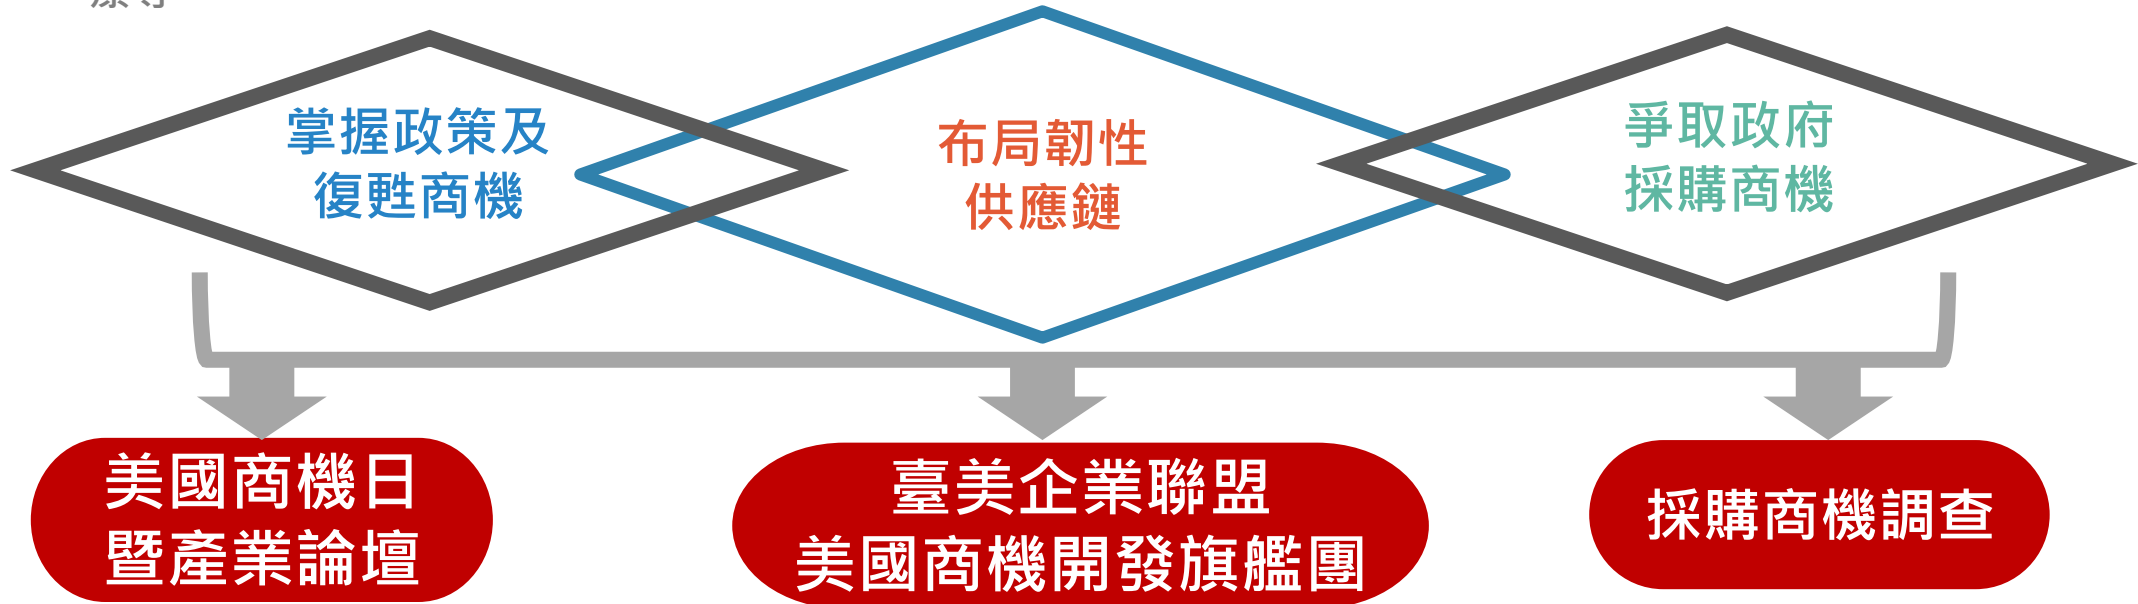 掌握政策及
復甦商機
布局韌性
供應鏈
爭取政府
採購商機
美國商機日
暨產業論壇
臺美企業聯盟
美國商機開發旗艦團
採購商機調查